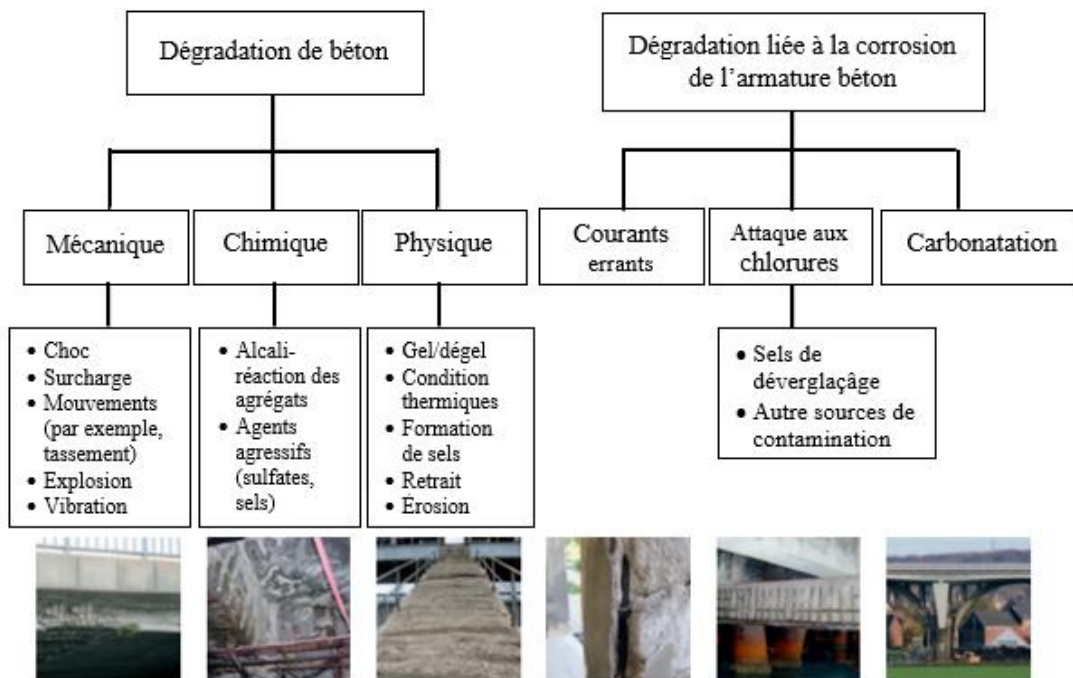 Dégradation de béton
Dégradation liée à la corrosion
de l’armature béton
Mécanique
Chimique
Physique
Courants
errants
Attaque aux
chlorures
Carbonatation
• Choc
• Surcharge
• Mouvements
(par exemple,
tassement)
• Explosion
• Vibration
• Alcali-
réaction des
agrégats
• Agents
agressifs
(sulfates,
sels)
• Gel/dégel
• Condition
thermiques
• Formation
de sels
• Retrait
• Érosion
• Sels de
déverglaçâge
• Autre sources de
contamination